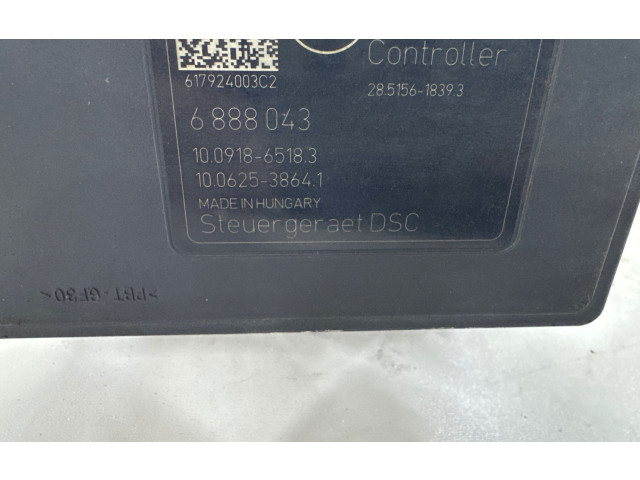 Controller
617924003C2
28.5156-1839.3
6 888 043
10.0918-6518.3
10.0625-3864.1
MADE IN HUNGARY
Steuergeraet DSC
>PBT-GF30<